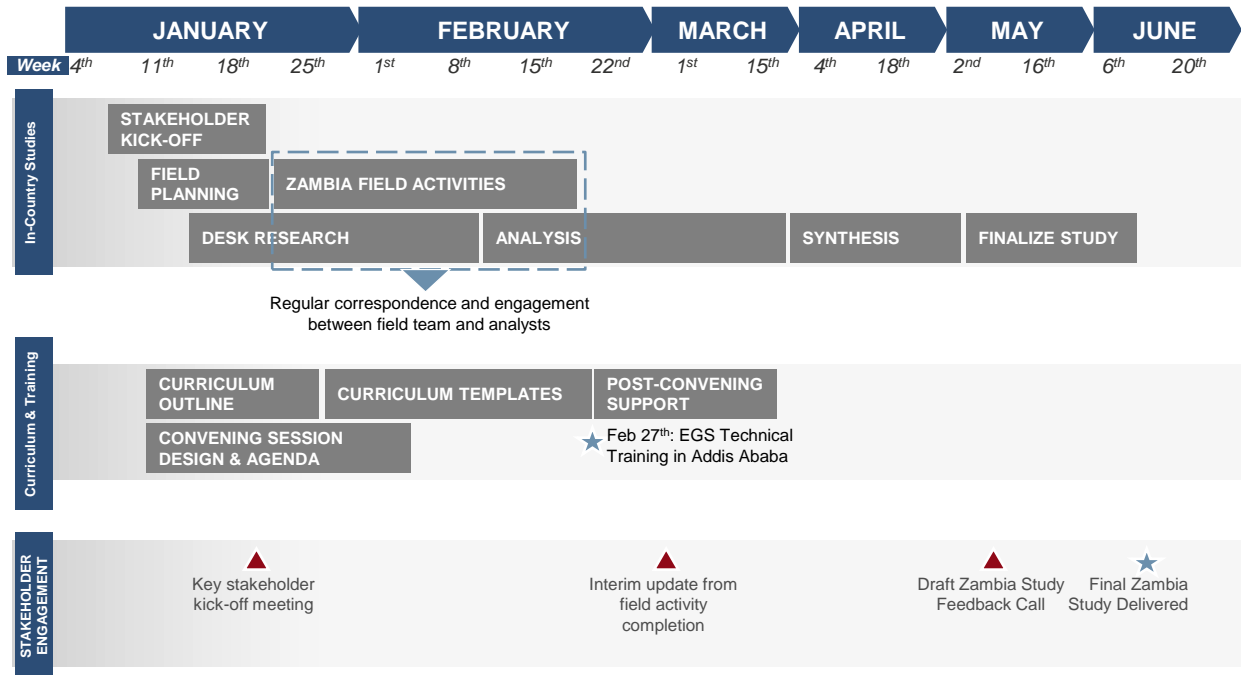 JANUARY FEBRUARY MARCH APRIL MAY JUNE
Week 4th 11th 18th 25th 1st 8th 15th 22nd 1st 15th 4th 18th 2nd 16th 6th 20th
In-Country Studies
STAKEHOLDER
KICK-OFF
FIELD
PLANNING
ZAMBIA FIELD ACTIVITIES
DESK RESEARCH
ANALYSIS
SYNTHESIS
FINALIZE STUDY
Regular correspondence and engagement
between field team and analysts
Curriculum & Training
CURRICULUM
OUTLINE
CURRICULUM TEMPLATES
POST-CONVENING
SUPPORT
CONVENING SESSION
DESIGN & AGENDA
Feb 27th: EGS Technical
Training in Addis Ababa
STAKEHOLDER
ENGAGEMENT
Key stakeholder
kick-off meeting
Interim update from
field activity
completion
Draft Zambia Study
Feedback Call
Final Zambia
Study Delivered